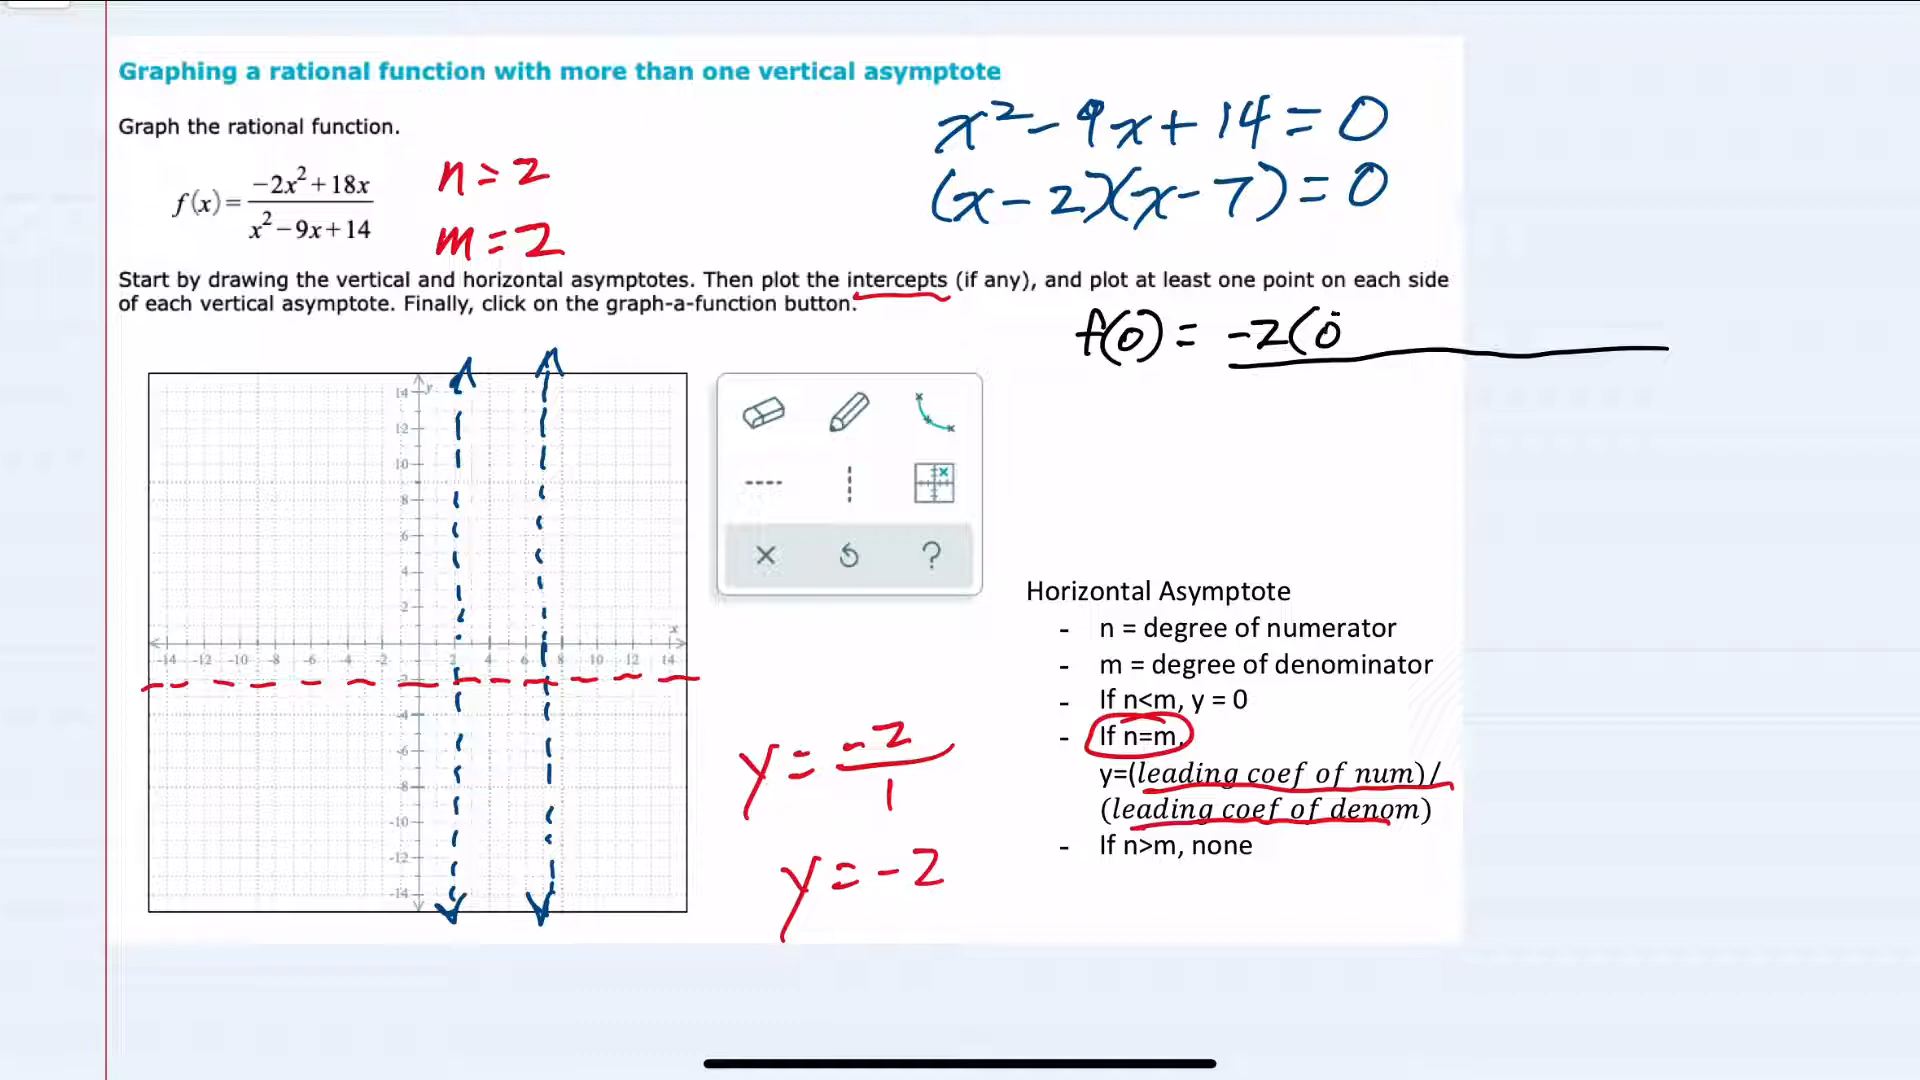 Graphing a rational function with more than one vertical asymptote
Graph the rational function.
f(x) = (-2x²+18x)/(x²-9x+14)
n = 2
m = 2
x² - 9x + 14 = 0
(x - 2)(x - 7) = 0
Start by drawing the vertical and horizontal asymptotes. Then plot the intercepts (if any), and plot at least one point on each side
of each vertical asymptote. Finally, click on the graph-a-function button.
f(0) = -2(0
y
14
12
10
8
6
4
2
x
-14 -12 -10 -8 -6 -4 -2 2 4 6 8 10 12 14
-2
-4
-6
-8
-10
-12
-14
?
y = -2/1
y = -2
Horizontal Asymptote
- n = degree of numerator
- m = degree of denominator
- If n<m, y = 0
- If n=m,
y=(leading coef of num)/
(leading coef of denom)
- If n>m, none